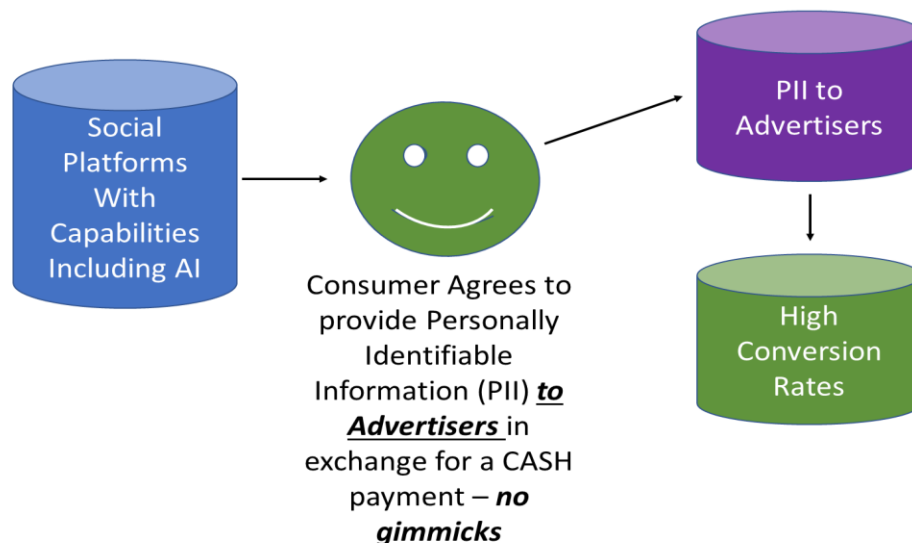 Social
Platforms
With
Capabilities
Including AI
Consumer Agrees to
provide Personally
Identifiable
Information (PII) to
Advertisers in
exchange for a CASH
payment – no
gimmicks
PII to
Advertisers
High
Conversion
Rates